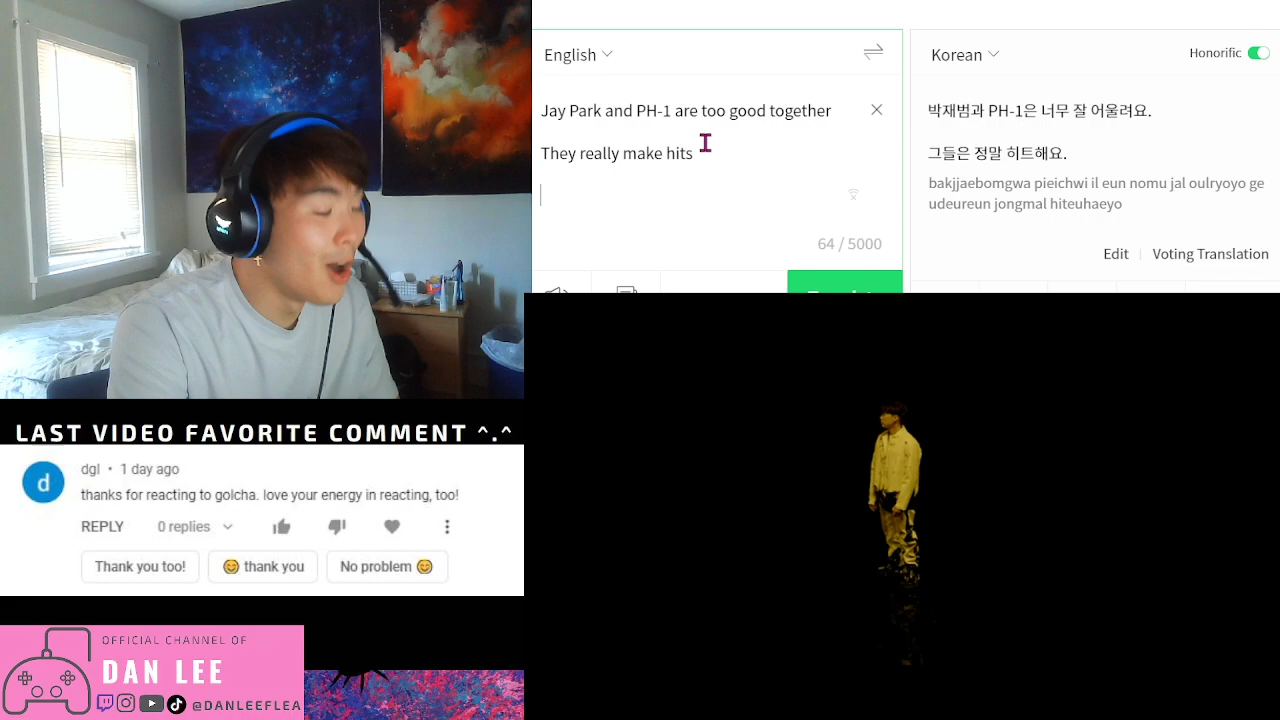 English
Jay Park and PH-1 are too good together
They really make hits
64 / 5000
Korean
Honorific
박재범과 PH-1은 너무 잘 어울려요.
그들은 정말 히트해요.
bakjjaebomgwa pieichwi il eun nomu jal oulryoyo ge
udeureun jongmal hiteuhaeyo
Edit
Voting Translation
LAST VIDEO FAVORITE COMMENT ^.^
d
dgl • 1 day ago
thanks for reacting to golcha. love your energy in reacting, too!
REPLY 0 replies
Thank you too! 😊 thank you No problem 😊
OFFICIAL CHANNEL OF
DAN LEE
@DANLEEFLEA